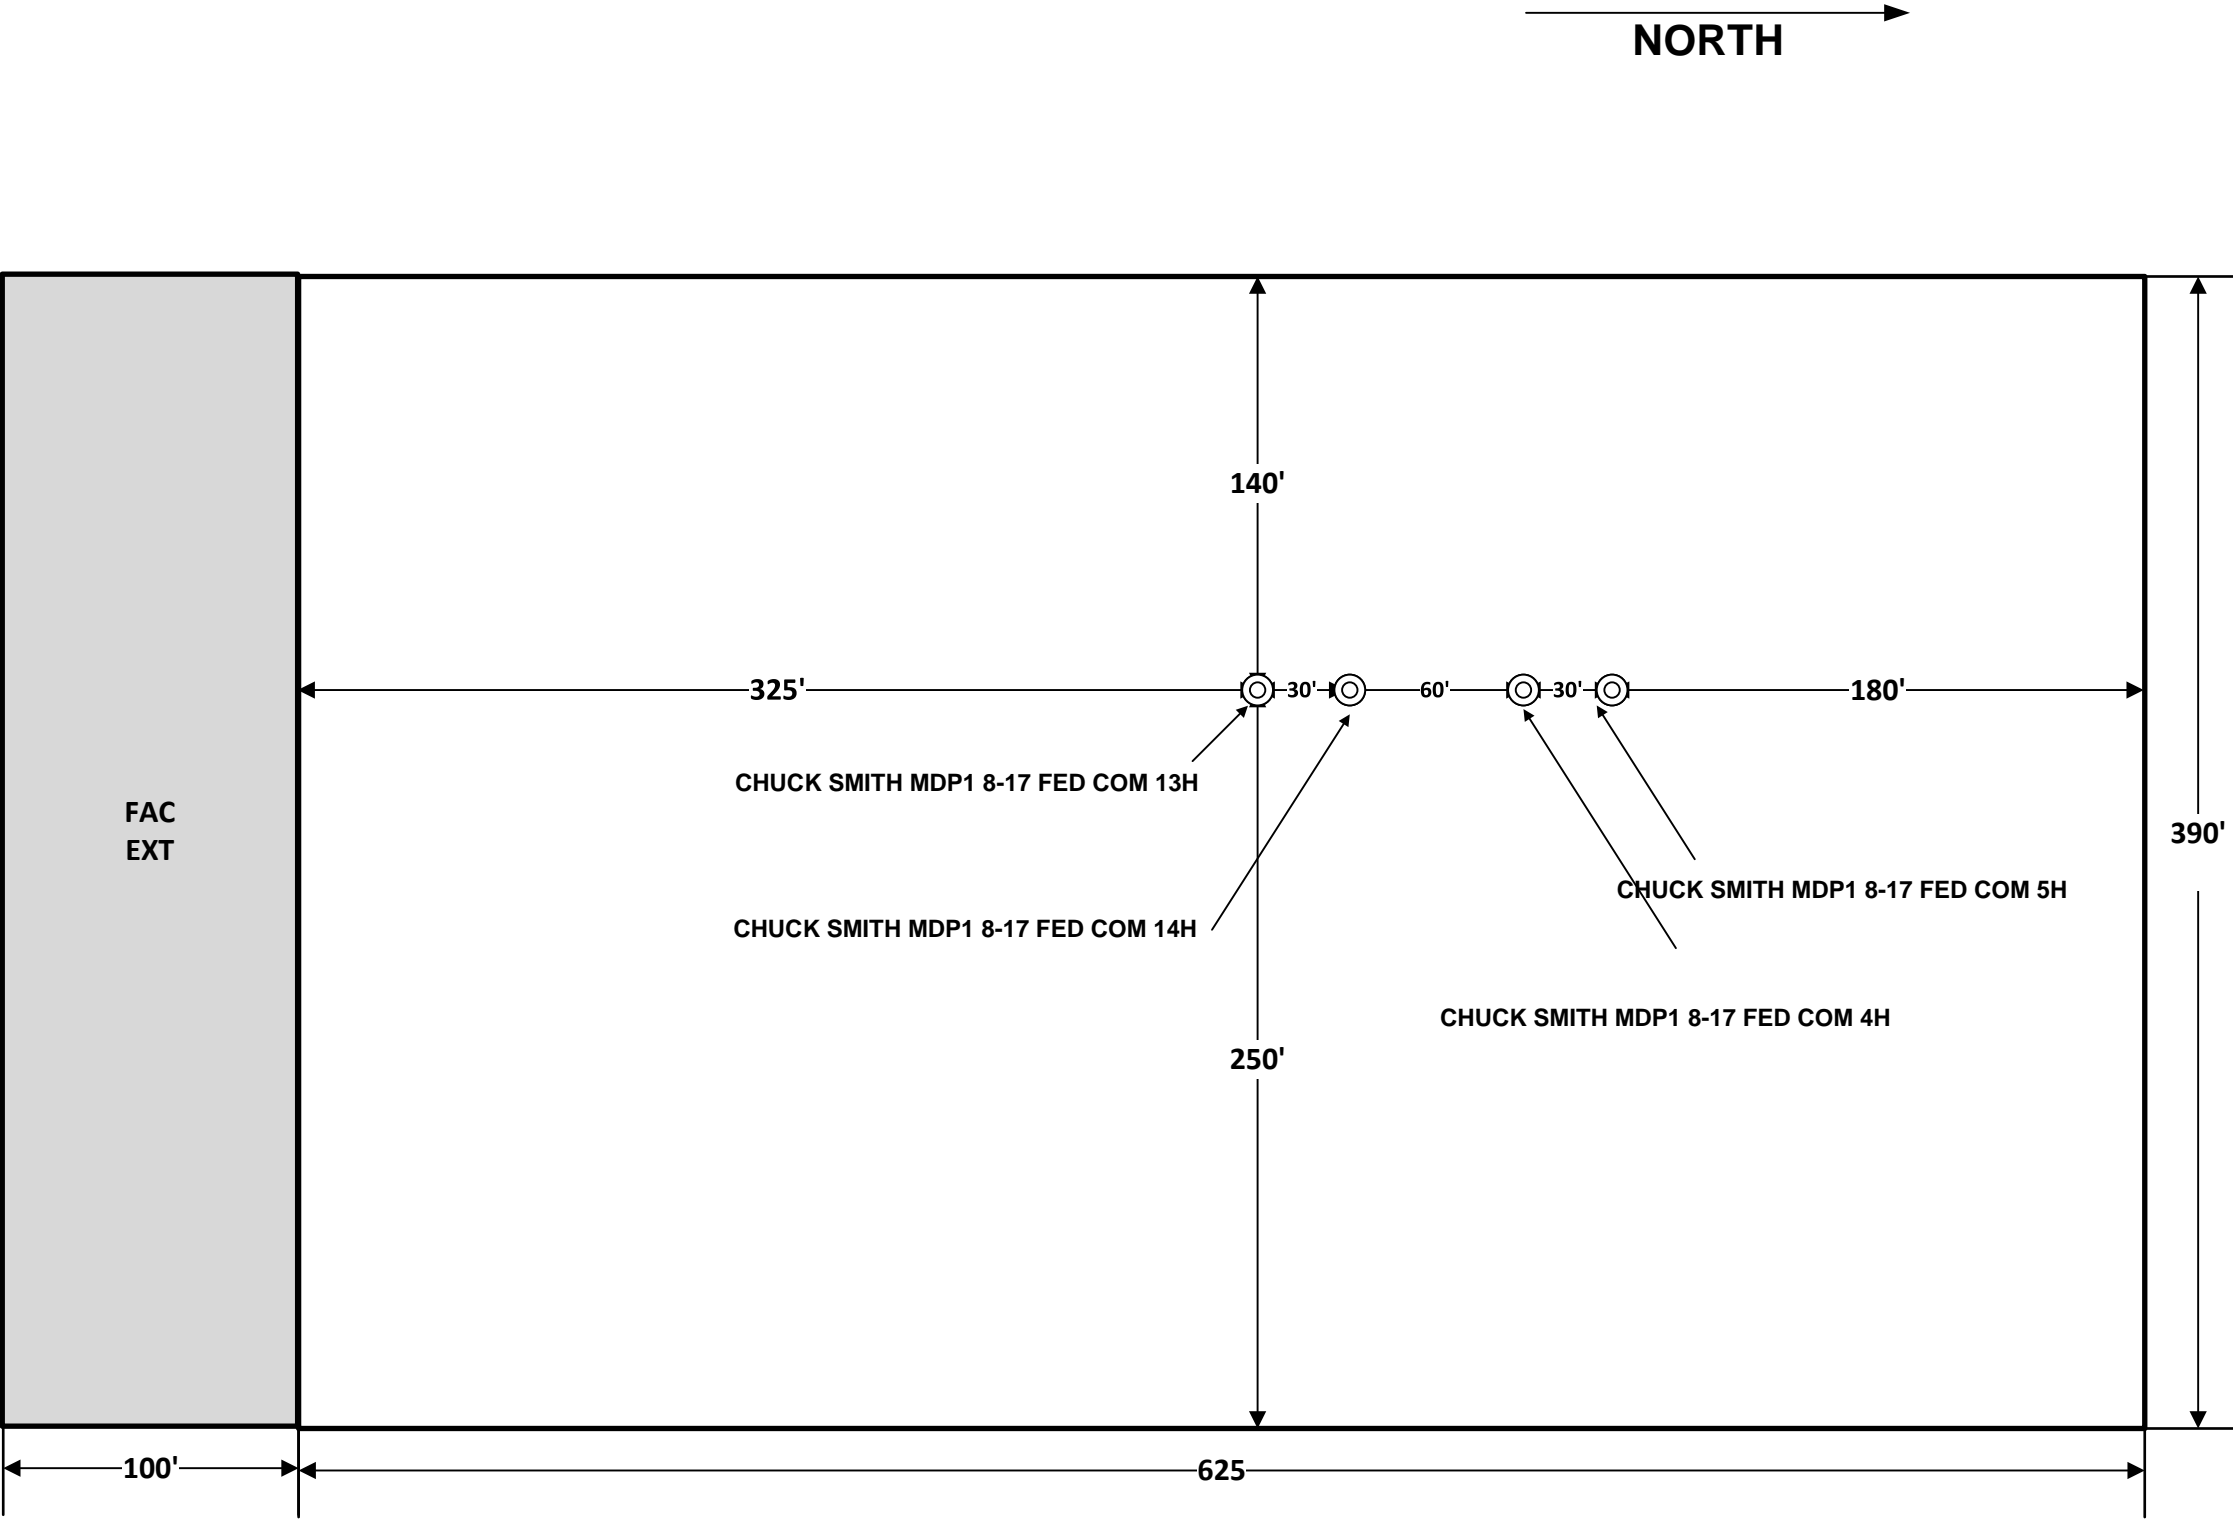 NORTH
140'
325'
30'
60'
30'
180'
CHUCK SMITH MDP1 8-17 FED COM 13H
FAC
EXT
390'
CHUCK SMITH MDP1 8-17 FED COM 5H
CHUCK SMITH MDP1 8-17 FED COM 14H
CHUCK SMITH MDP1 8-17 FED COM 4H
250'
100'
625